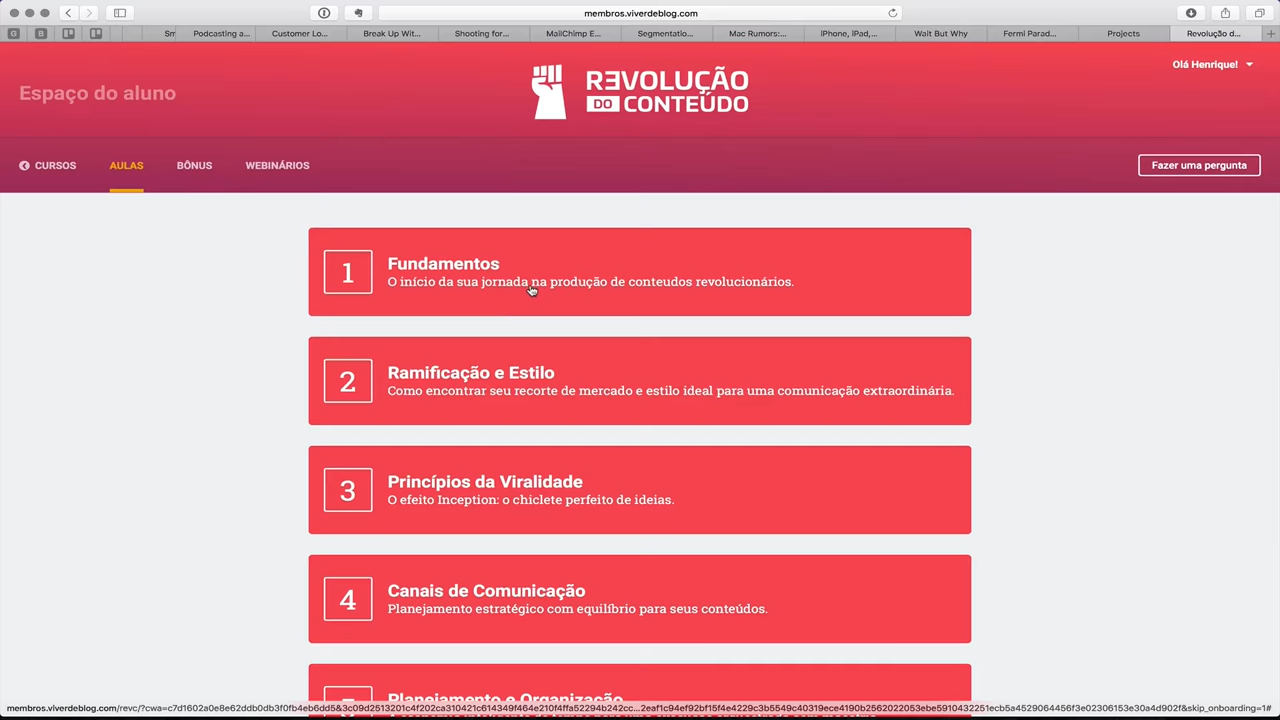 membros.viverdeblog.com
Sm
Podcasting a...
Customer Lo...
Break Up Wit...
Shooting for...
MailChimp E...
Segmentatio...
Mac Rumors:...
iPhone, iPad,...
Wait But Why
Fermi Parad...
Projects
Revolução d...
Olá Henrique!
Espaço do aluno
REVOLUÇÃO
DO CONTEÚDO
CURSOS
AULAS
BÔNUS
WEBINÁRIOS
Fazer uma pergunta
1
Fundamentos
O início da sua jornada na produção de conteudos revolucionários.
2
Ramificação e Estilo
Como encontrar seu recorte de mercado e estilo ideal para uma comunicação extraordinária.
3
Princípios da Viralidade
O efeito Inception: o chiclete perfeito de ideias.
4
Canais de Comunicação
Planejamento estratégico com equilíbrio para seus conteúdos.
Planejamento e Organização